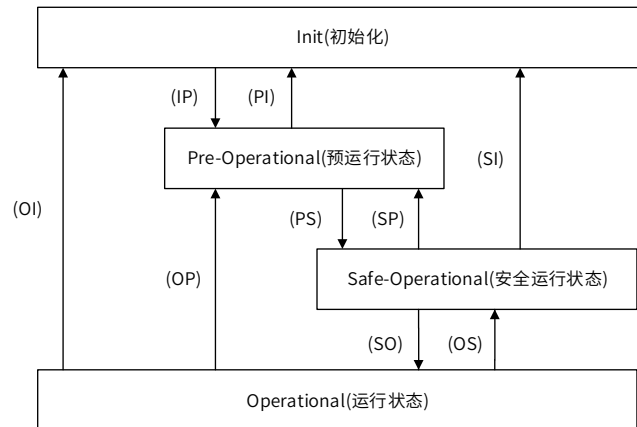 Init(初始化)
(IP)
(PI)
Pre-Operational(预运行状态)
(SI)
(OI)
(PS)
(SP)
(OP)
Safe-Operational(安全运行状态)
(SO)
(OS)
Operational(运行状态)